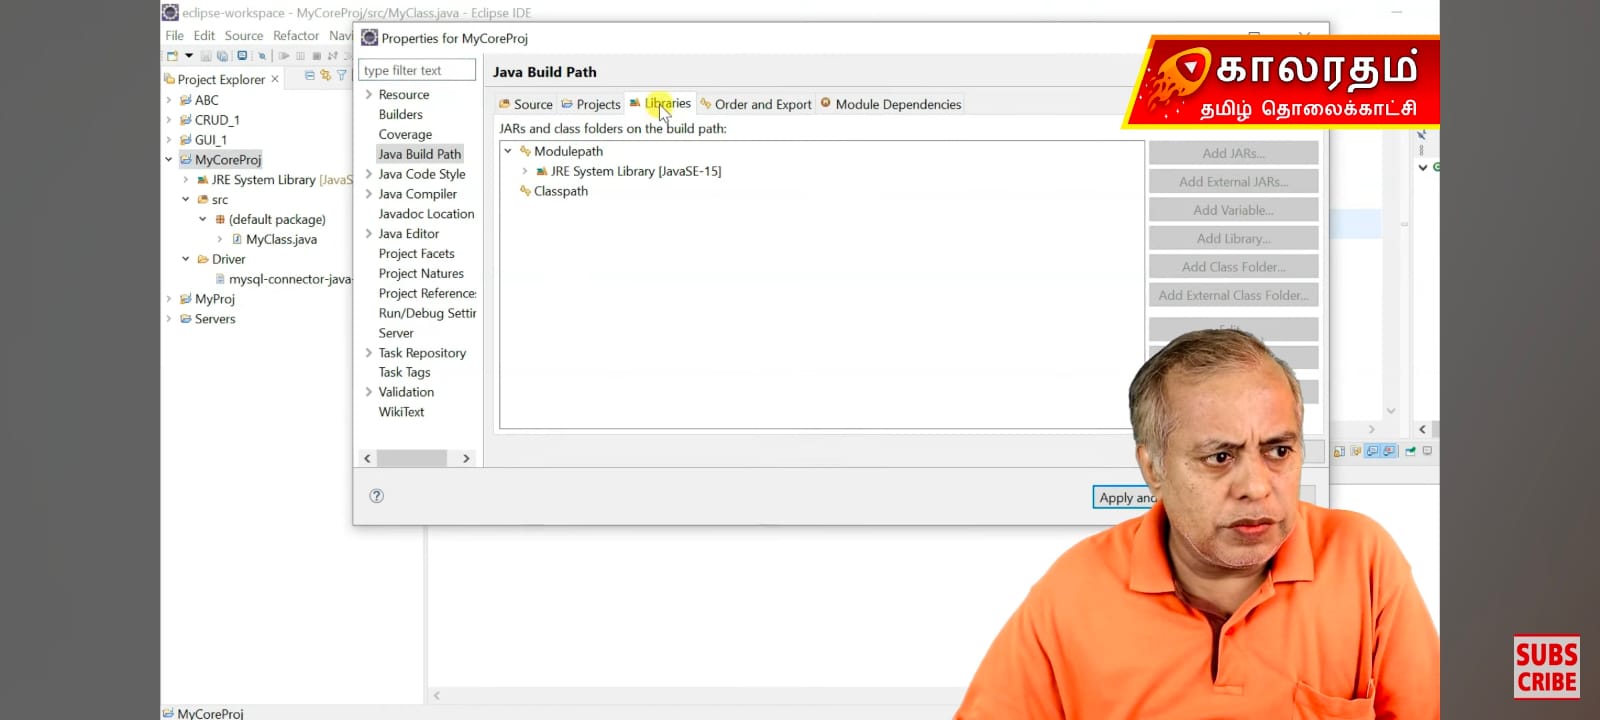 eclipse-workspace - MyCoreProj/src/MyClass.java - Eclipse IDE
File Edit Source Refactor Navi
Properties for MyCoreProj
Project Explorer
ABC
CRUD_1
GUI_1
MyCoreProj
JRE System Library [JavaS
src
(default package)
MyClass.java
Driver
mysql-connector-java-
MyProj
Servers
type filter text
Resource
Builders
Coverage
Java Build Path
Java Code Style
Java Compiler
Javadoc Location
Java Editor
Project Facets
Project Natures
Project Reference
Run/Debug Settir
Server
Task Repository
Task Tags
Validation
WikiText
Java Build Path
Source Projects Libraries Order and Export Module Dependencies
JARs and class folders on the build path:
Modulepath
JRE System Library [JavaSE-15]
Classpath
Add JARs...
Add External JARs...
Add Variable...
Add Library...
Add Class Folder...
Add External Class Folder...
Apply and
காலரதம்
தமிழ் தொலைக்காட்சி
SUBS
CRIBE
MyCoreProj